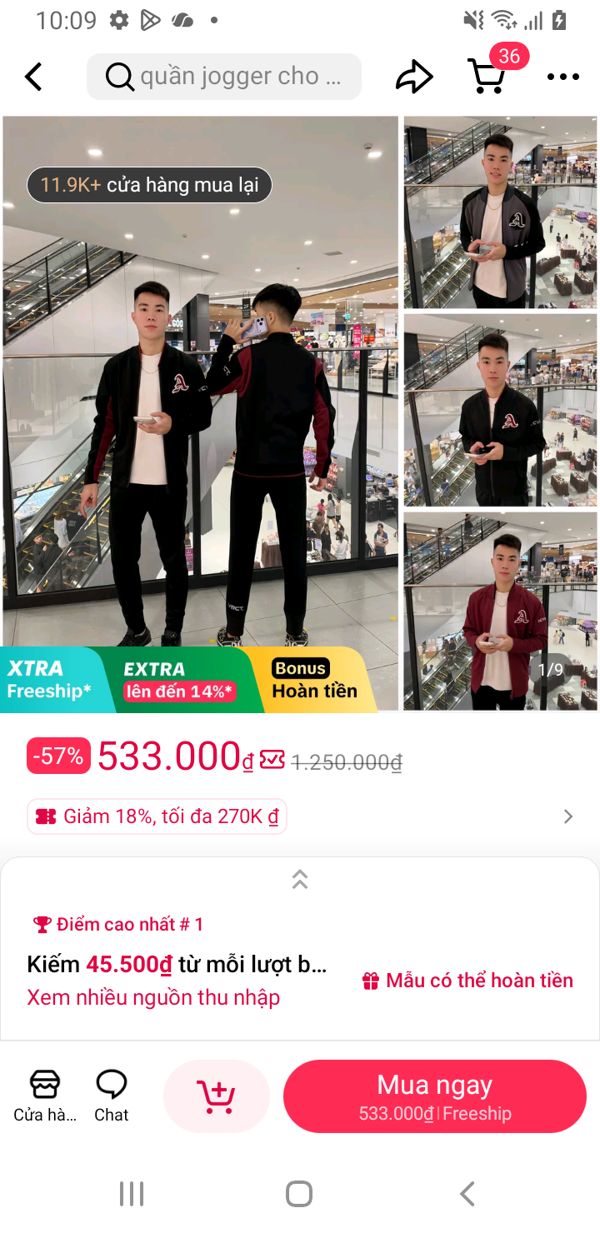 10:09
36
quần jogger cho ...
11.9K+ cửa hàng mua lại
A
A
A
A
VRCT.
1/9
XTRA
Freeship*
EXTRA
lên đến 14%*
Bonus
Hoàn tiền
-57% 533.000₫ 1.250.000₫
Giảm 18%, tối đa 270K ₫
Điểm cao nhất # 1
Kiếm 45.500₫ từ mỗi lượt b...
Xem nhiều nguồn thu nhập
Mẫu có thể hoàn tiền
Cửa hà...
Chat
Mua ngay
533.000₫|Freeship